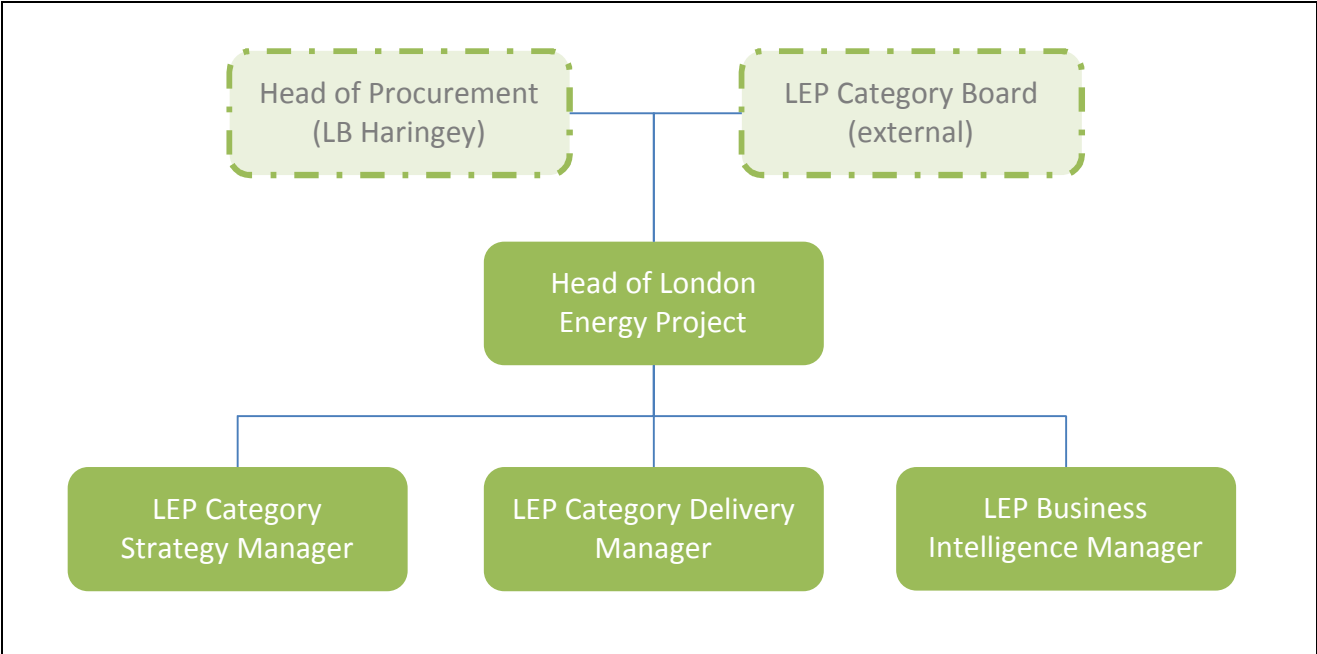 Head of Procurement
(LB Haringey)
LEP Category Board
(external)
Head of London
Energy Project
LEP Category
Strategy Manager
LEP Category Delivery
Manager
LEP Business
Intelligence Manager